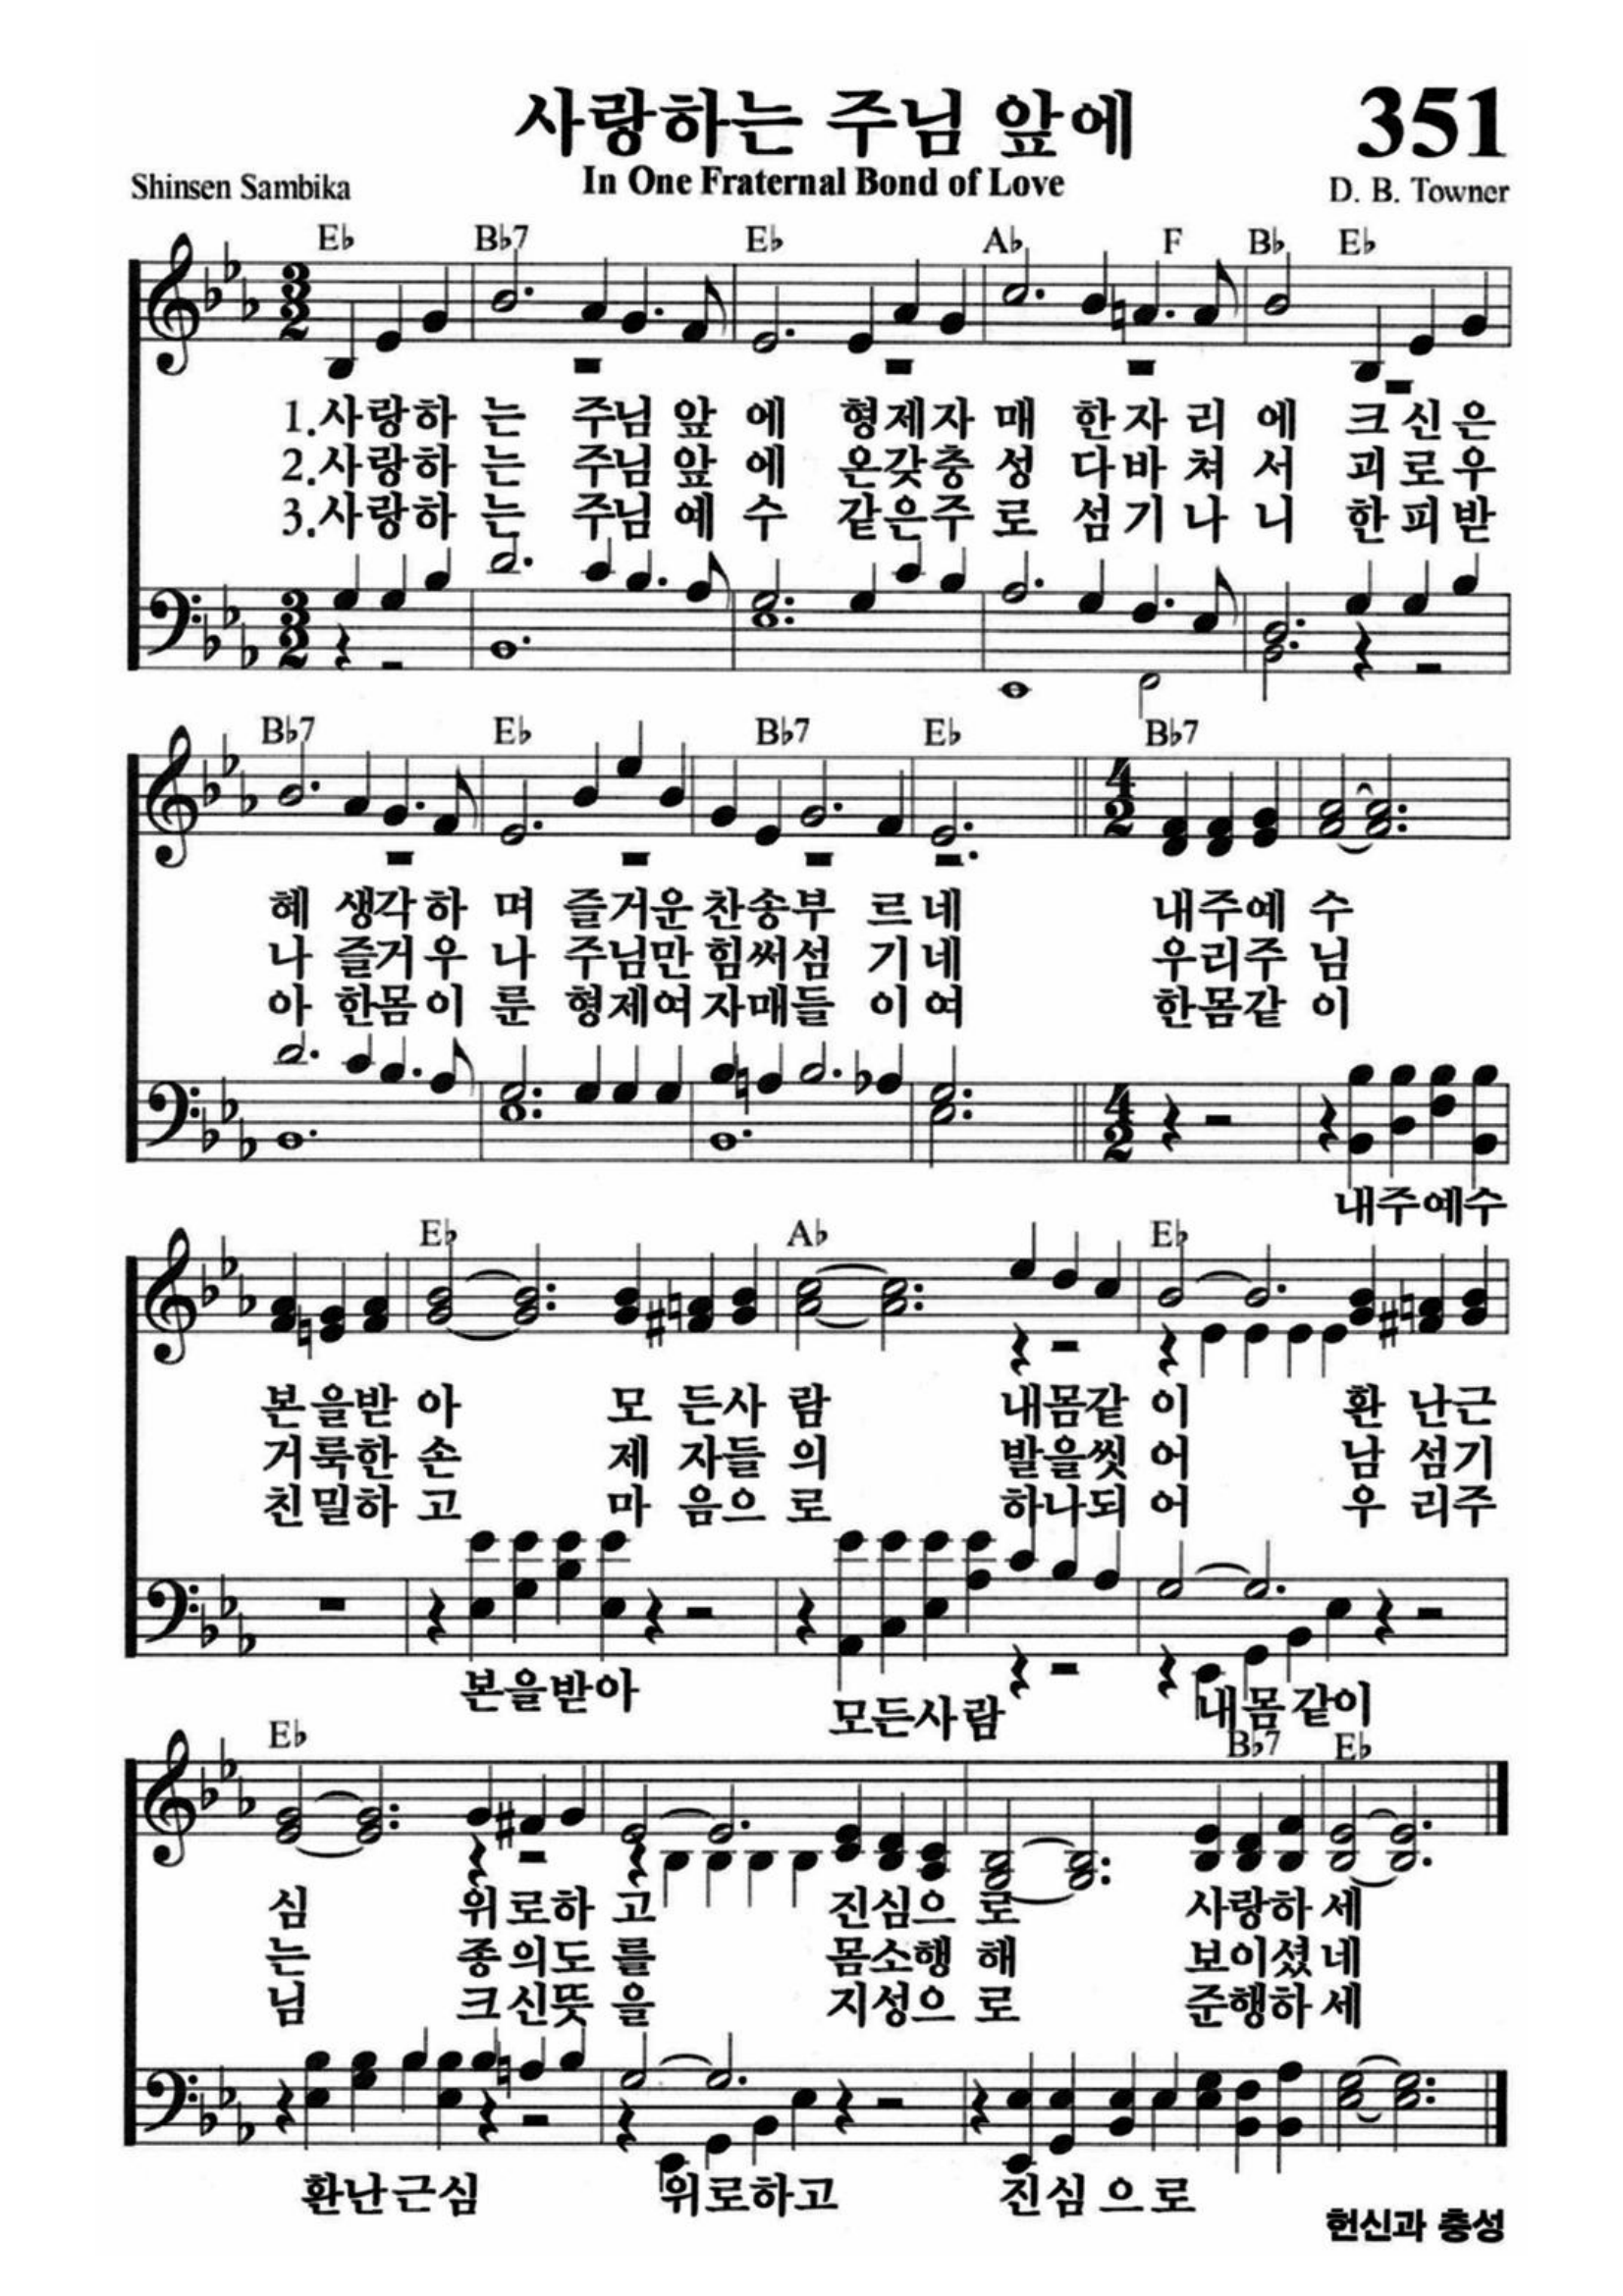 사랑하는 주님 앞에 351
Shinsen Sambika In One Fraternal Bond of Love D. B. Towner
E♭ B♭7 E♭ A♭ F B♭ E♭
1.사랑하 는 주님 앞 에 형제자 매 한자 리 에 크신은
2.사랑하 는 주님 앞 에 온갖충 성 다바 쳐 서 괴로우
3.사랑하 는 주님 예 수 같은주 로 섬기 나 니 한피받
B♭7 E♭ B♭7 E♭ B♭7
혜 생각하 며 즐거운 찬송부 르네 내주예 수
나 즐거우 나 주님만 힘써섬 기네 우리주 님
아 한몸이 룬 형제여 자매들 이여 한몸같 이
내주예수
E♭ A♭ E♭
본을받 아 모 든사 람 내몸같 이 환 난근
거룩한 손 제 자들 의 발을씻 어 남 섬기
친밀하 고 마 음으 로 하나되 어 우 리주
본을받아 모든사람 내몸같이
E♭ B♭7 E♭
심 위로하 고 진심으 로 사랑하 세
는 종의도 를 몸소행 해 보이셨 네
님 크신뜻 을 지성으 로 준행하 세
환난근심 위로하고 진심으로
헌신과 충성